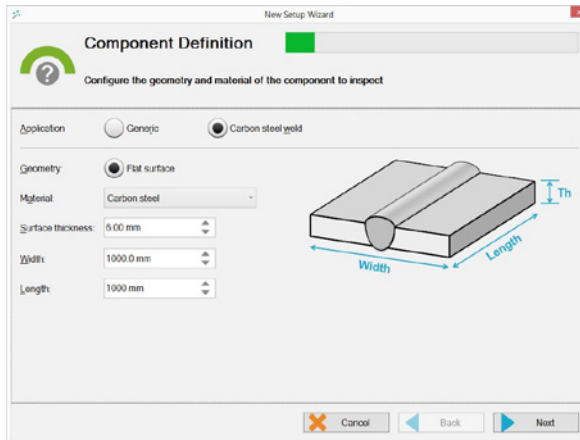 New Setup Wizard
Component Definition
Configure the geometry and material of the component to inspect
Application Generic Carbon steel weld
Geometry: Flat surface
Material: Carbon steel
Surface thickness: 6.00 mm
Width: 1000.0 mm
Length: 1000 mm
Th
Length
Width
Cancel Back Next